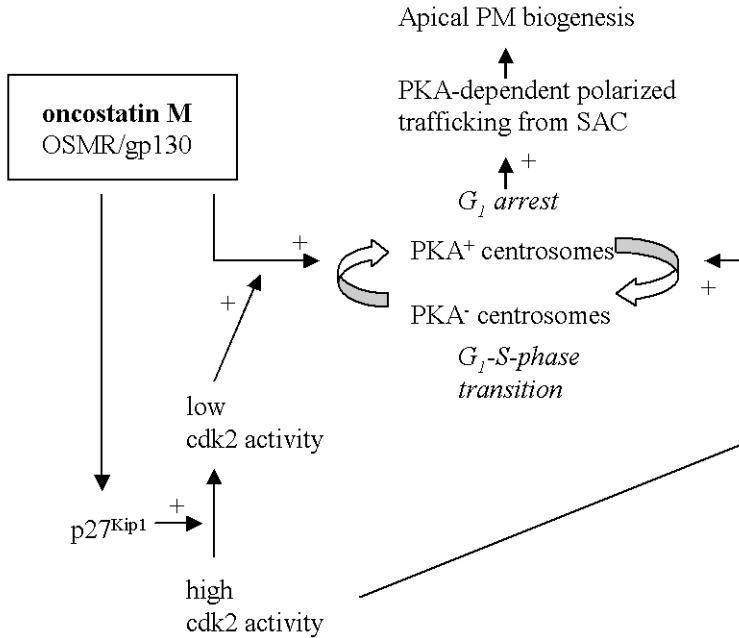 Apical PM biogenesis
PKA-dependent polarized
trafficking from SAC
+
oncostatin M
OSMR/gp130
G₁ arrest
+
PKA⁺ centrosomes
+
+
PKA⁻ centrosomes
G₁-S-phase
transition
low
cdk2 activity
+
p27ᴷⁱᵖ¹
high
cdk2 activity